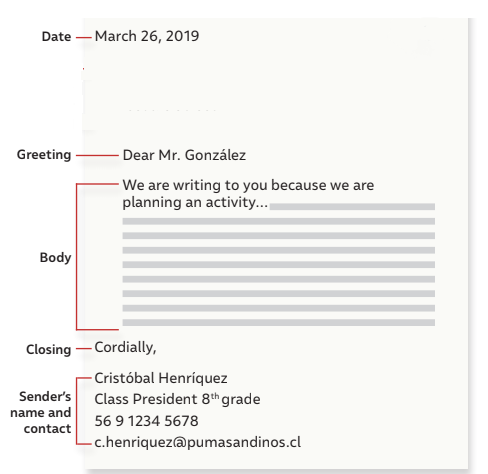 Date
March 26, 2019
Greeting
Dear Mr. González
Body
We are writing to you because we are
planning an activity...
Closing
Cordially,
Sender's
name and
contact
Cristóbal Henríquez
Class President 8th grade
56 9 1234 5678
c.henriquez@pumasandinos.cl